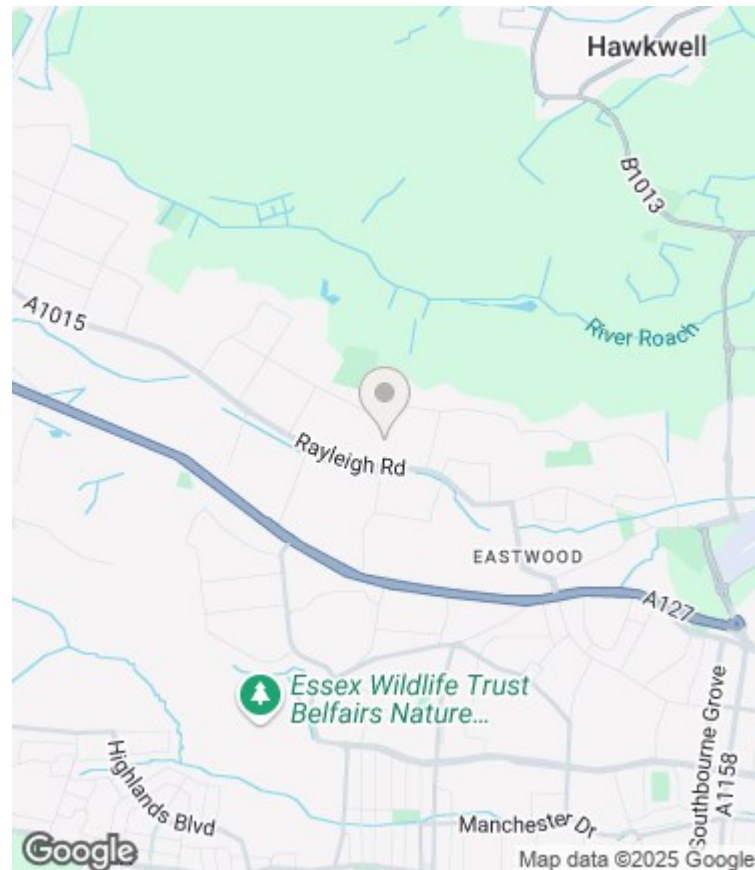 Hawkwell
B1013
A1015
River Roach
Rayleigh Rd
EASTWOOD
A127
Essex Wildlife Trust
Belfairs Nature...
Southbourne Grove
A1158
Highlands Blvd
Manchester Dr
Google
Map data ©2025 Google